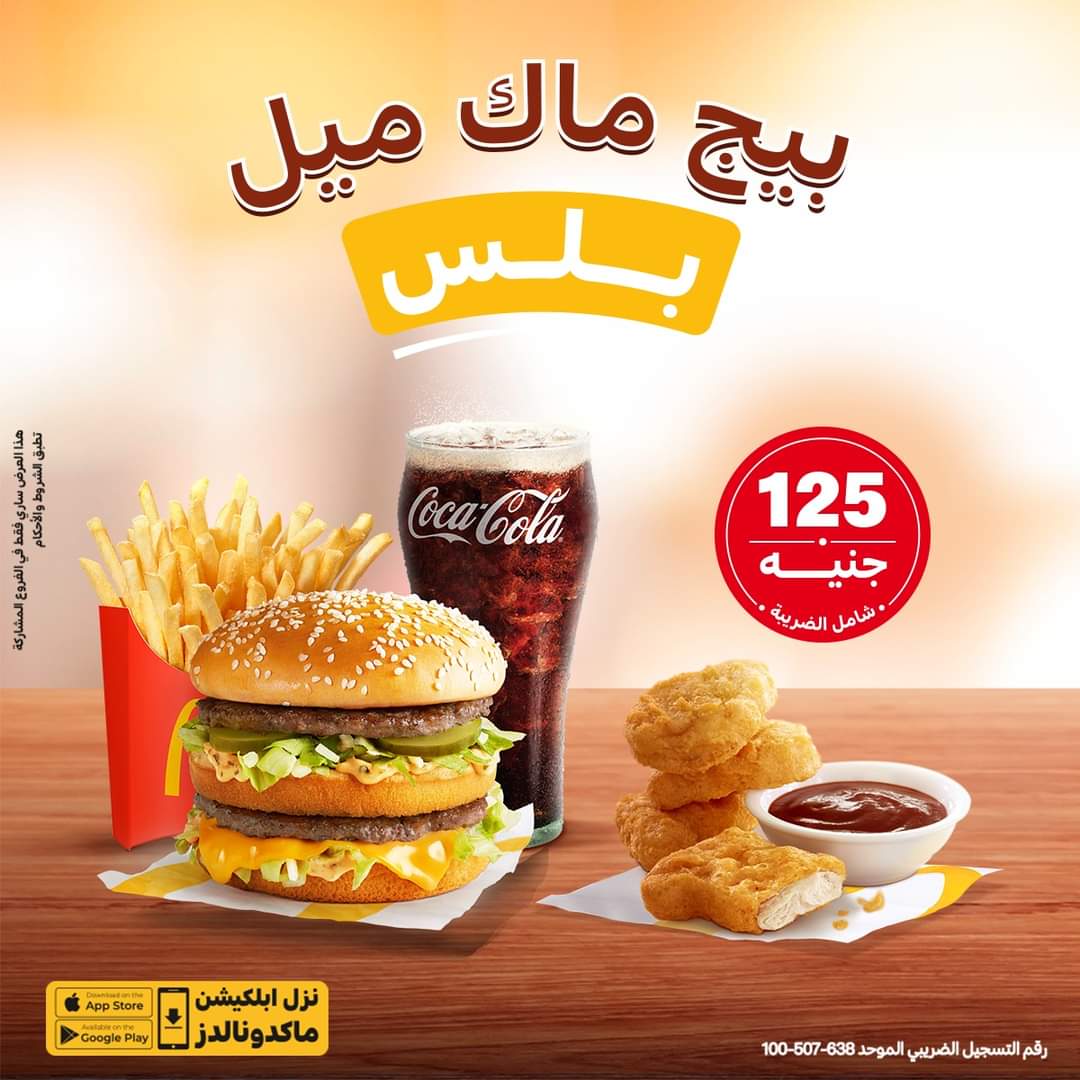 بيج ماك ميل
بلس
Coca-Cola
125
جنيه
شامل الضريبة
هذا العرض ساري فقط في الفروع المشاركة
تطبق الشروط والأحكام
نزل ابلكيشن
ماكدونالدز
Download on the
App Store
Available on the
Google Play
رقم التسجيل الضريبي الموحد 638-507-100